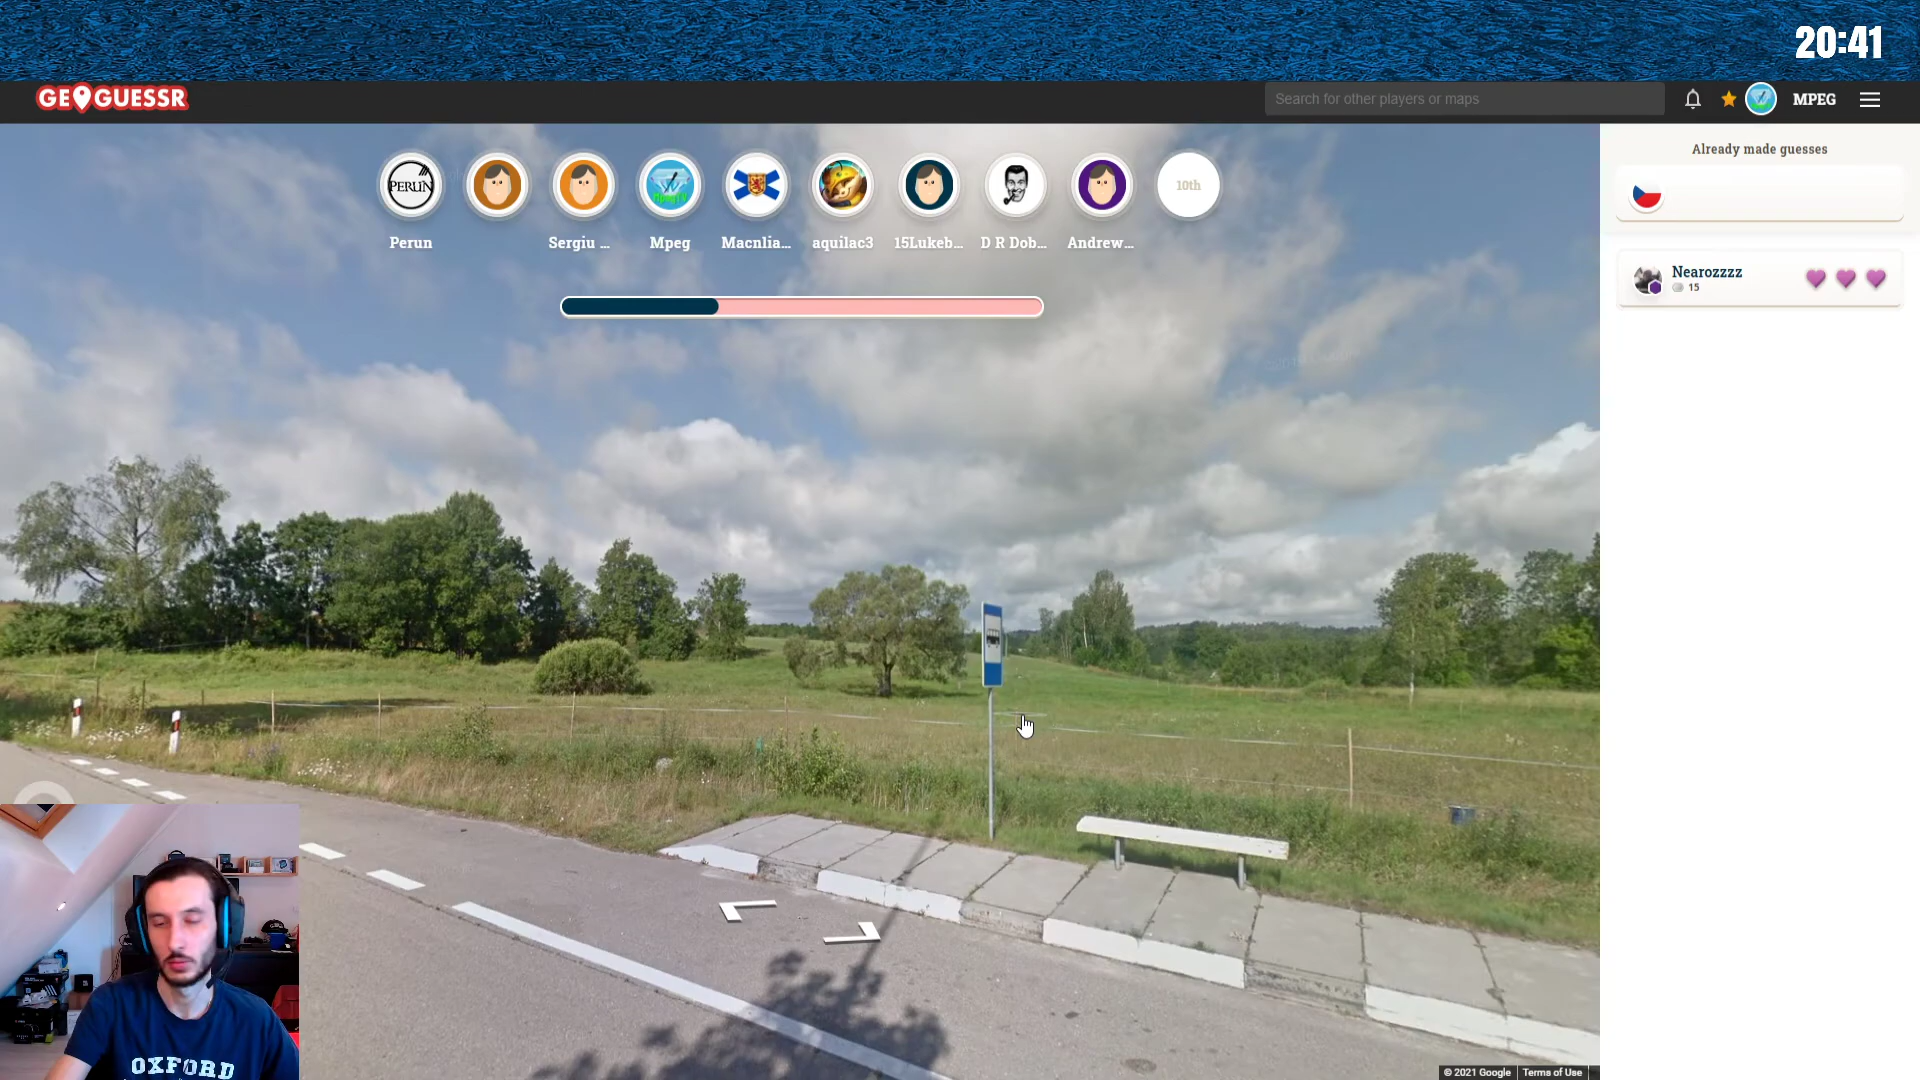 20:41
GEOGUESSR
Search for other players or maps
MPEG
PERUN
MpegTV
10th
Perun
Sergiu ...
Mpeg
Macnlia...
aquilac3
15Lukeb...
D R Dob...
Andrew...
Already made guesses
Nearozzzz
15
OXFORD
© 2021 Google
Terms of Use